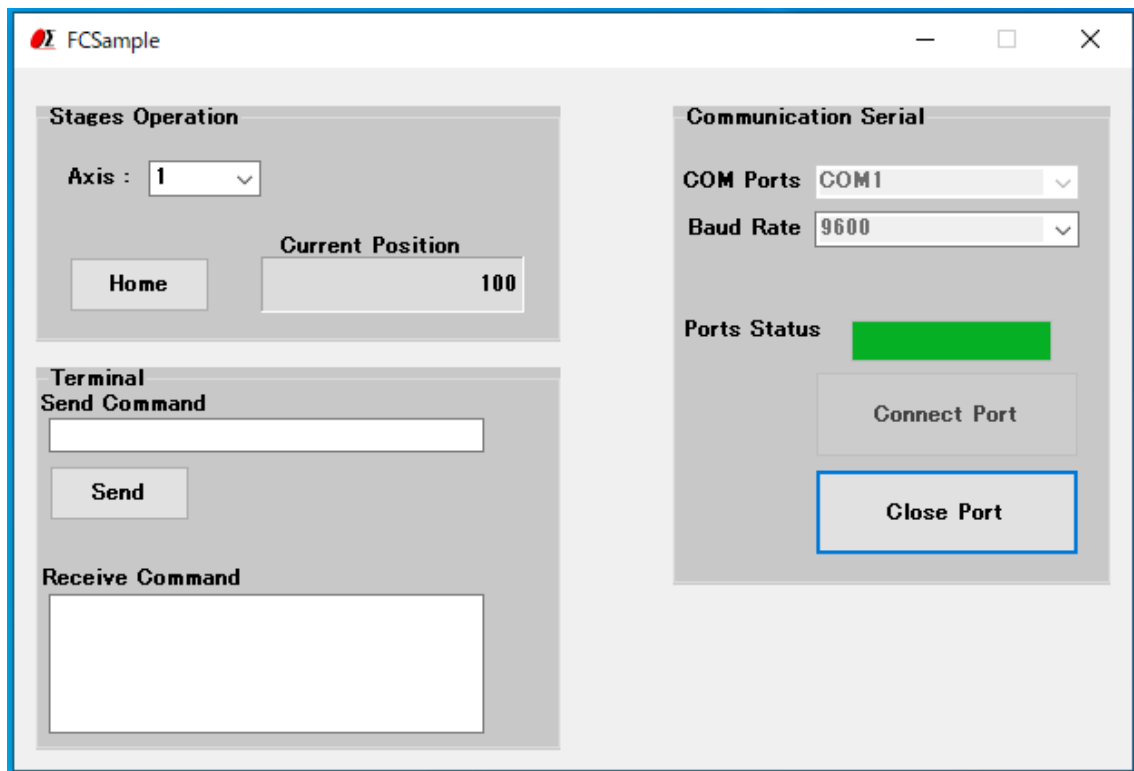 FCSample
Stages Operation
Axis : 1
Current Position
Home
100
Terminal
Send Command
Send
Receive Command
Communication Serial
COM Ports COM1
Baud Rate 9600
Ports Status
Connect Port
Close Port